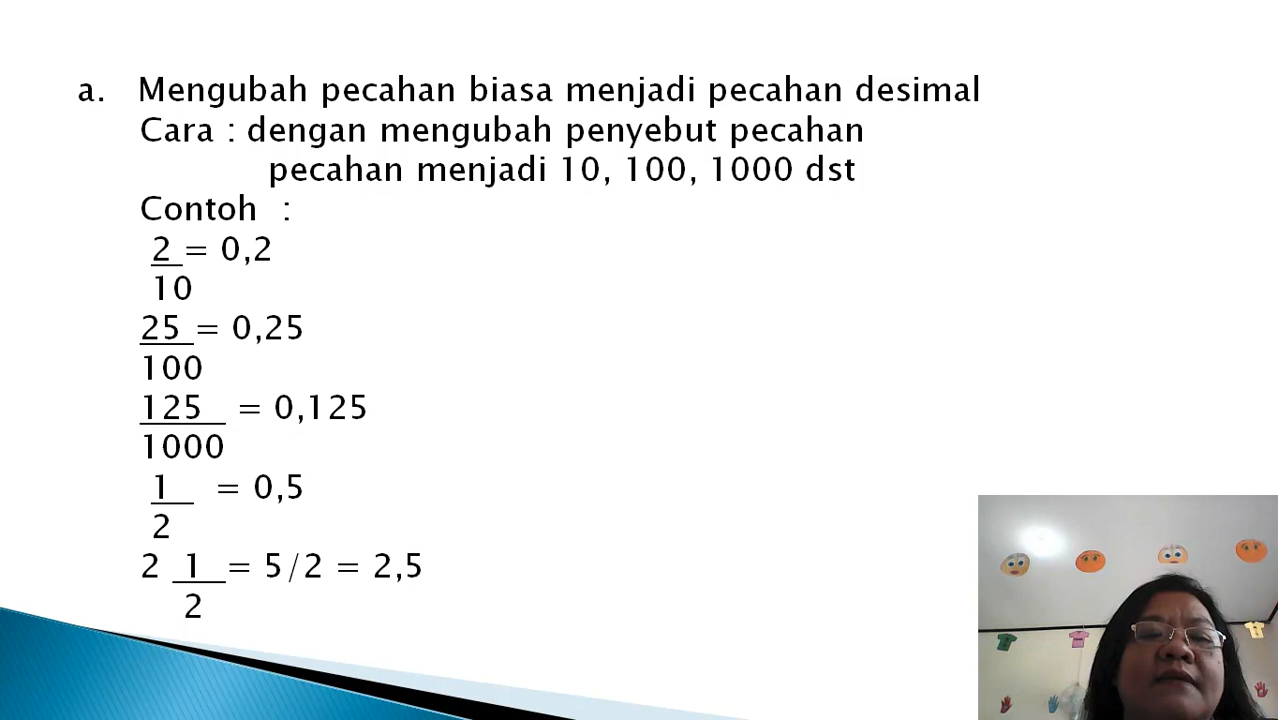 a. Mengubah pecahan biasa menjadi pecahan desimal
Cara : dengan mengubah penyebut pecahan
pecahan menjadi 10, 100, 1000 dst
Contoh :
2 = 0,2
10
25 = 0,25
100
125 = 0,125
1000
1 = 0,5
2
2 1 = 5/2 = 2,5
2